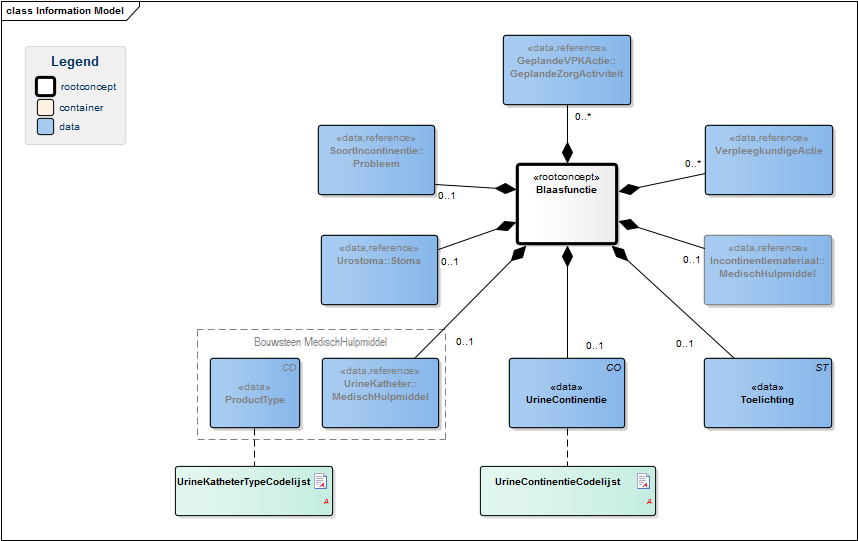 class Information Model
Legend
rootconcept
container
data
«data,reference»
GeplandeVPKActie::
GeplandeZorgActiviteit
0..*
«data,reference»
SoortIncontinentie::
Probleem
0..1
«rootconcept»
Blaasfunctie
«data,reference»
VerpleegkundigeActie
0..*
«data,reference»
Urostoma::Stoma
0..1
«data,reference»
Incontinentiemateriaal::
MedischHulpmiddel
0..1
Bouwsteen MedischHulpmiddel
CD
«data»
ProductType
«data,reference»
UrineKatheter::
MedischHulpmiddel
0..1
CO
«data»
UrineContinentie
0..1
ST
«data»
Toelichting
0..1
UrineKatheterTypeCodelijst
A
UrineContinentieCodelijst
A